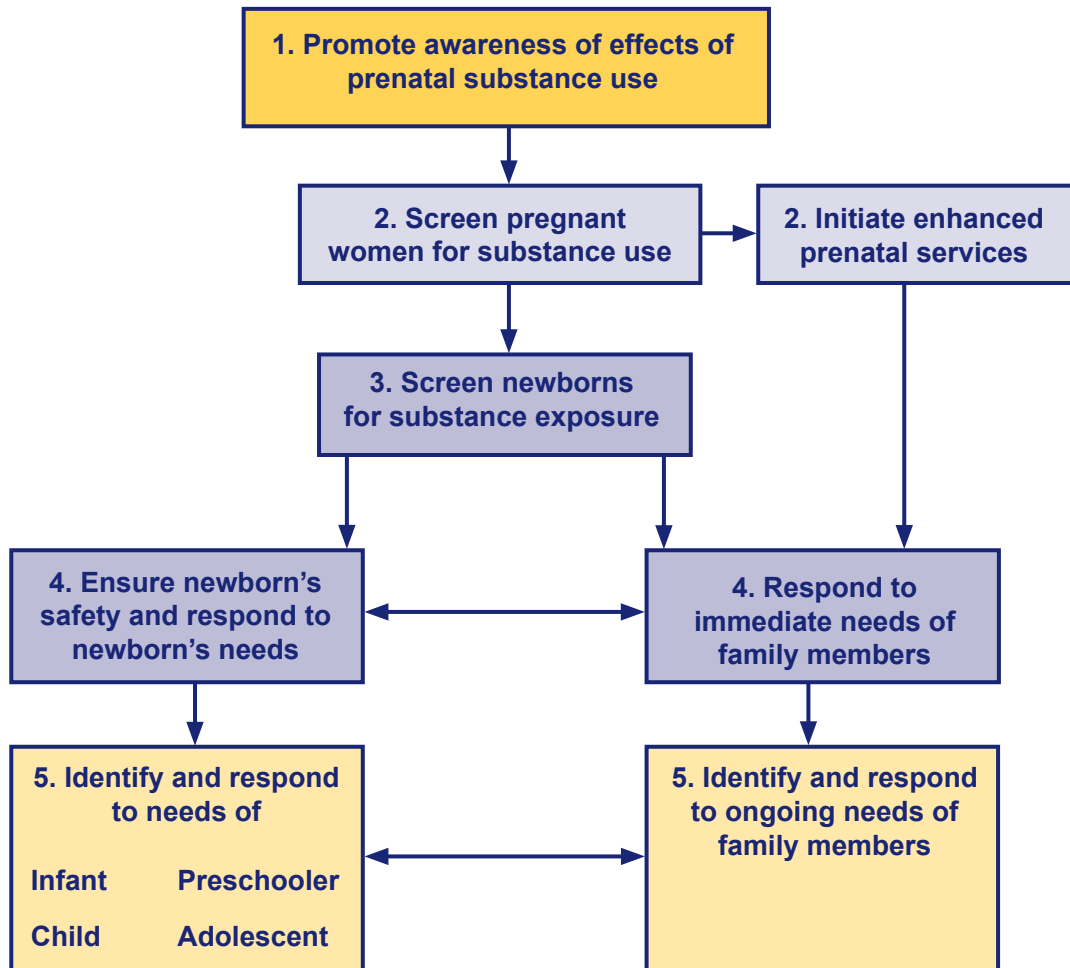 1. Promote awareness of effects of
prenatal substance use
2. Screen pregnant
women for substance use
2. Initiate enhanced
prenatal services
3. Screen newborns
for substance exposure
4. Ensure newborn’s
safety and respond to
newborn’s needs
4. Respond to
immediate needs of
family members
5. Identify and respond
to needs of
Infant Preschooler
Child Adolescent
5. Identify and respond
to ongoing needs of
family members